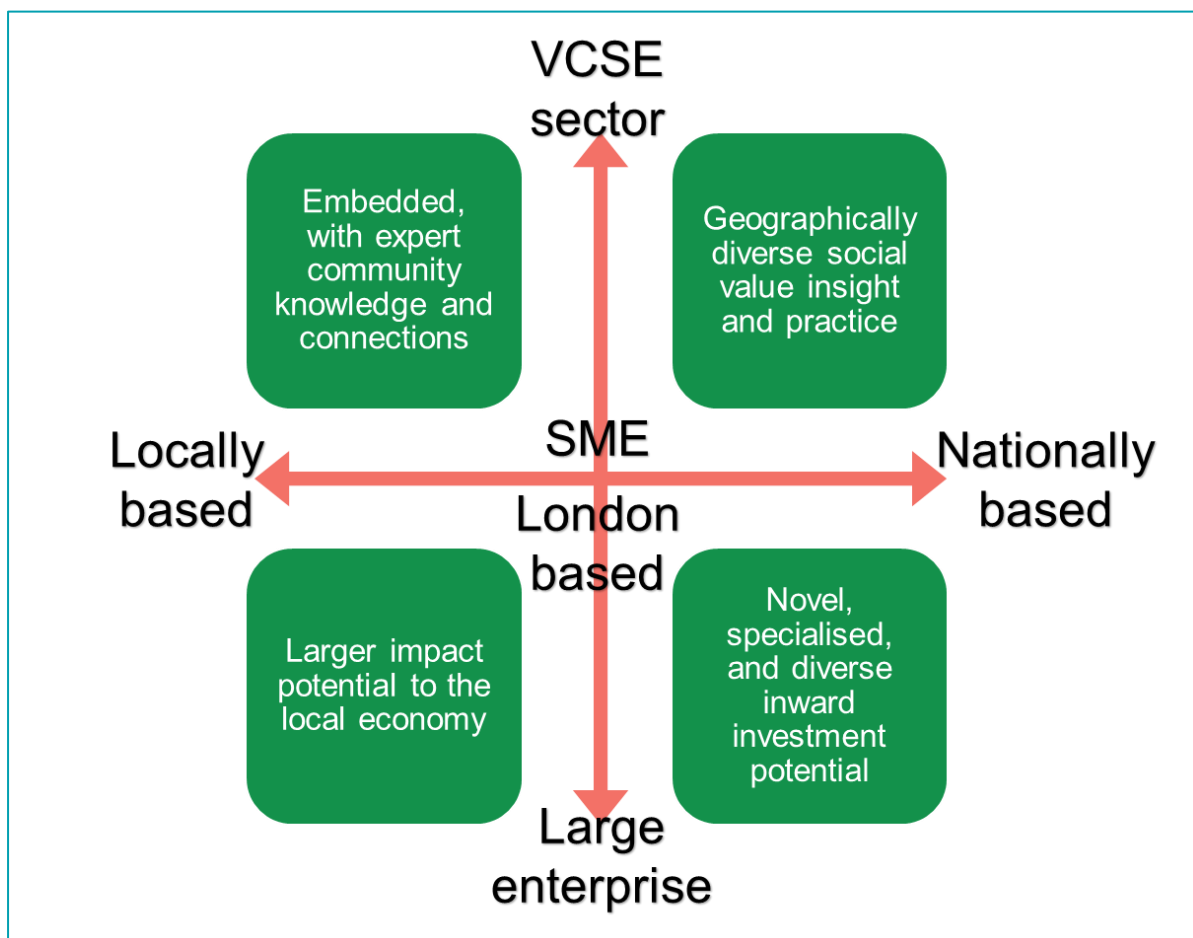 VCSE
sector
Embedded,
with expert
community
knowledge and
connections
Geographically
diverse social
value insight
and practice
Locally
based
SME
London
based
Nationally
based
Larger impact
potential to the
local economy
Novel,
specialised,
and diverse
inward
investment
potential
Large
enterprise